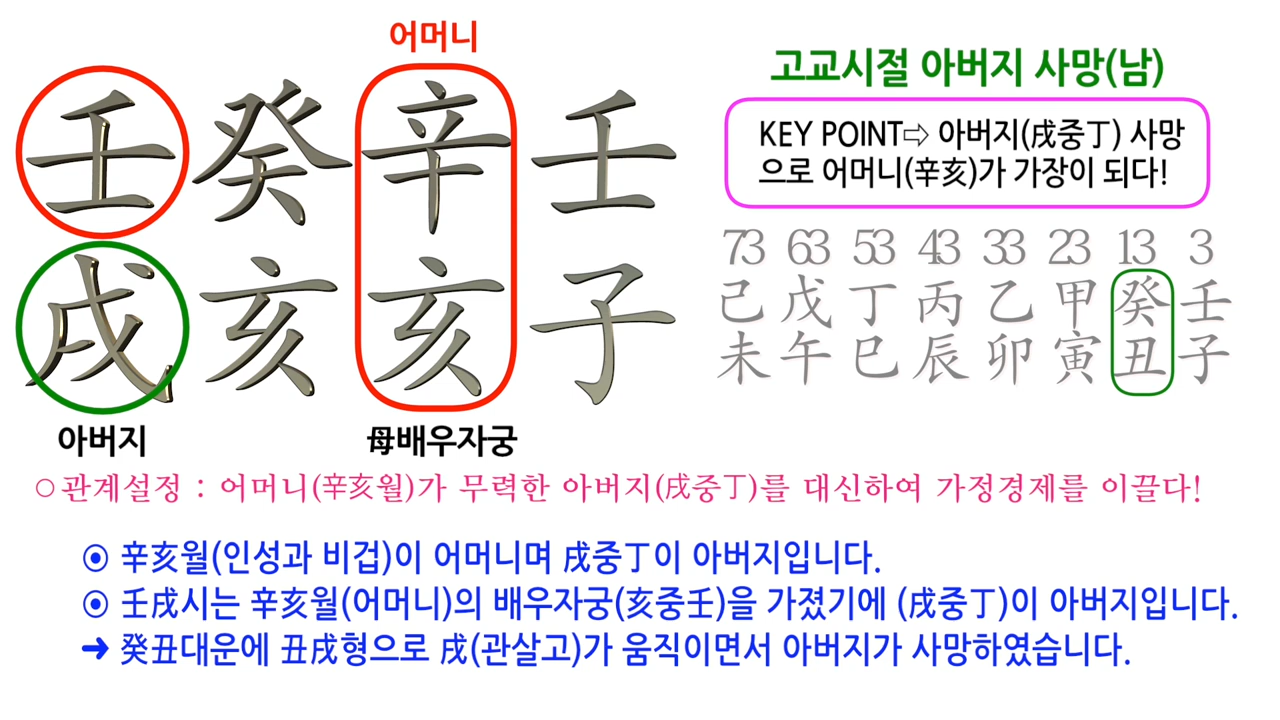 어머니
壬 癸 辛 壬
戌 亥 亥 子
아버지 母배우자궁
고교시절 아버지 사망(남)
KEY POINT⇨ 아버지(戌중丁) 사망
으로 어머니(辛亥)가 가장이 되다!
73 63 53 43 33 23 13 3
己 戊 丁 丙 乙 甲 癸 壬
未 午 巳 辰 卯 寅 丑 子
○관계설정 : 어머니(辛亥월)가 무력한 아버지(戌중丁)를 대신하여 가정경제를 이끌다!
⦿ 辛亥월(인성과 비겁)이 어머니며 戌중丁이 아버지입니다.
⦿ 壬戌시는 辛亥월(어머니)의 배우자궁(亥중壬)을 가졌기에 (戌중丁)이 아버지입니다.
➜ 癸丑대운에 丑戌형으로 戌(관살고)가 움직이면서 아버지가 사망하였습니다.